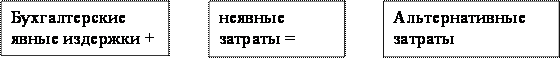 Бухгалтерские
явные издержки +
неявные
затраты =
Альтернативные
затраты